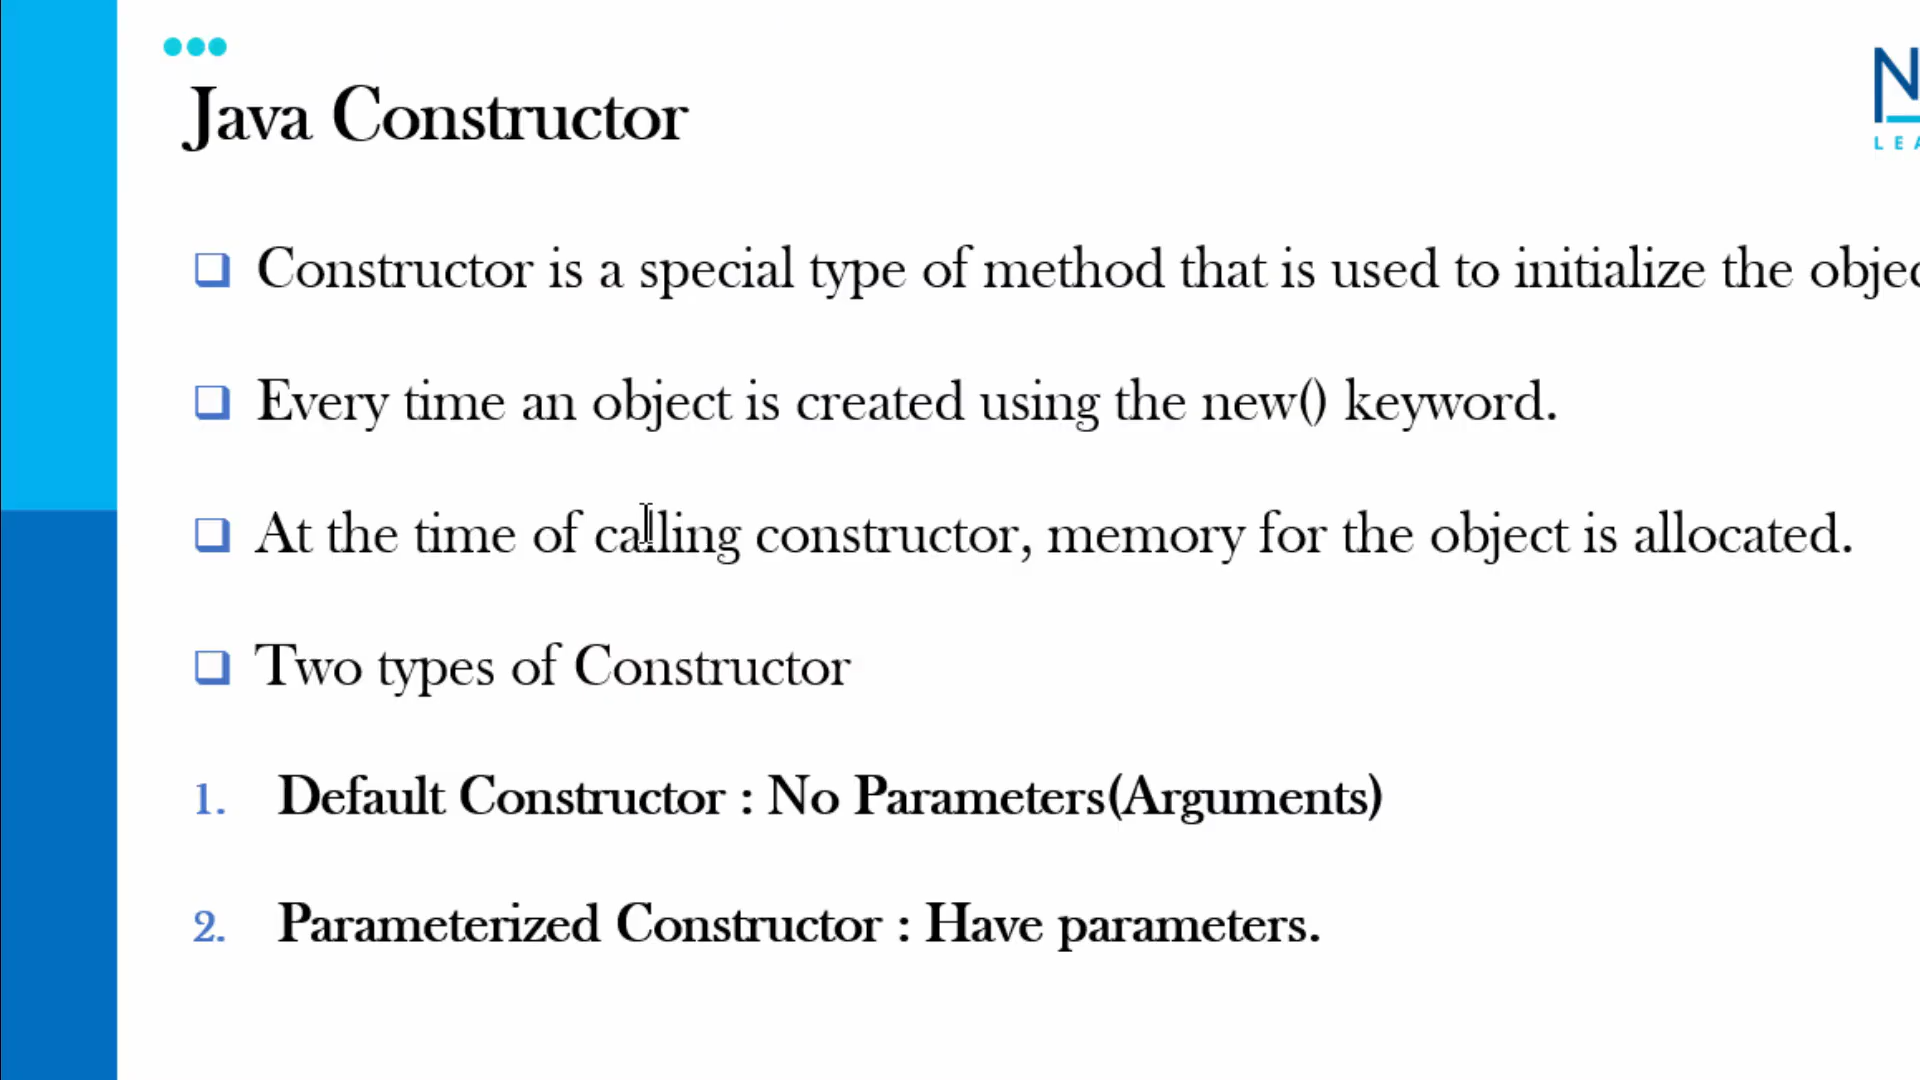 Java Constructor
Constructor is a special type of method that is used to initialize the
Every time an object is created using the new() keyword.
At the time of calling constructor, memory for the object is allocated.
Two types of Constructor
1. Default Constructor : No Parameters(Arguments)
2. Parameterized Constructor : Have parameters.